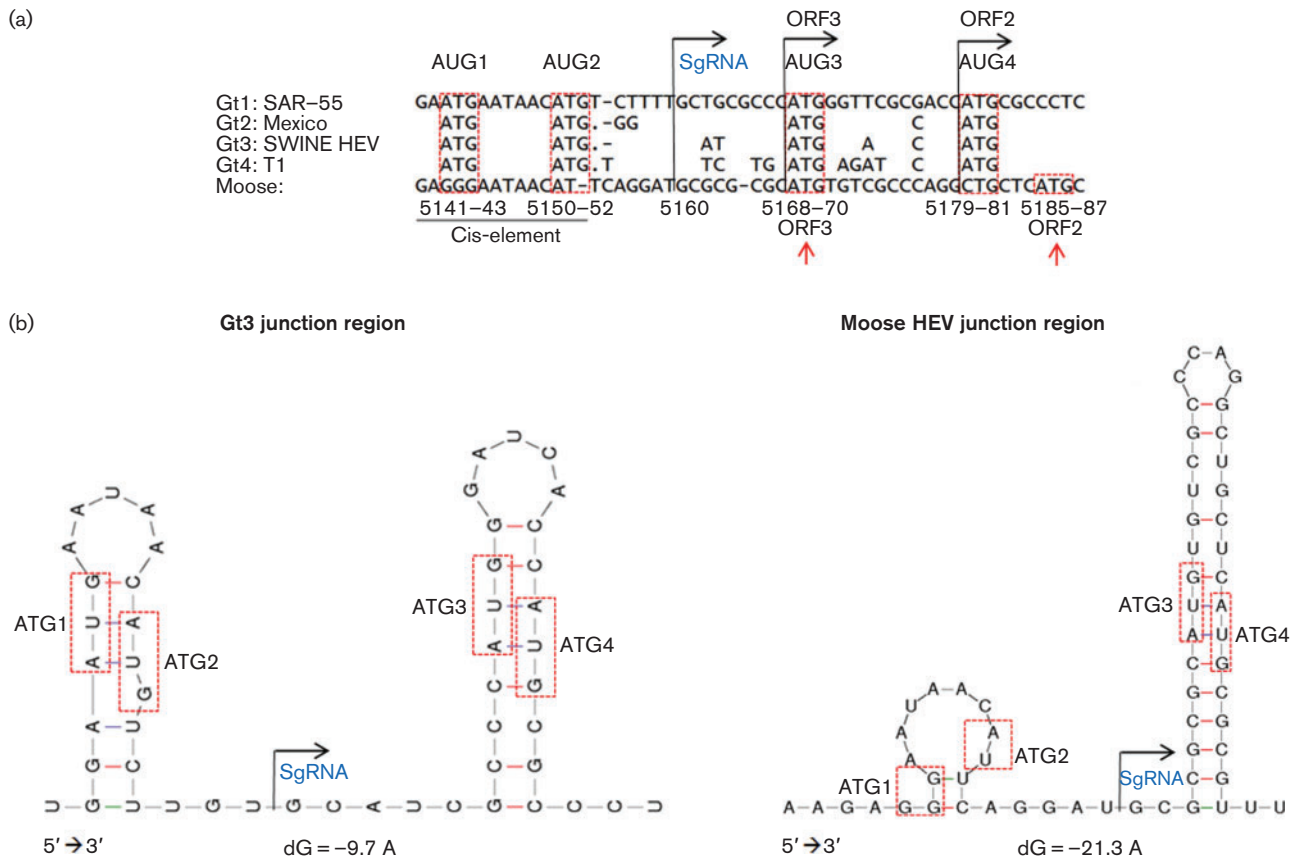 (a)
ORF3 ORF2
AUG1 AUG2 SgRNA AUG3 AUG4
Gt1: SAR–55 GAATGAATAACATGT-CTTTTGCTGCGCCCATGGGTTCGCGACCATGCGCCCTC
Gt2: Mexico ATG ATG.-GG ATG C ATG
Gt3: SWINE HEV ATG ATG.- AT ATG A C ATG
Gt4: T1 ATG ATG.T TC TG ATG AGAT C ATG
Moose: GAGGGAATAACAT-TCAGGATGCGCG-CGCATGTGTCGCCCAGGCTGCTCATGC
5141–43 5150–52 5160 5168–70 5179–81 5185–87
Cis-element ORF3 ORF2
(b) Gt3 junction region Moose HEV junction region
ATG1
ATG2
ATG3
ATG4
SgRNA
U–G U U G U G C A U C G C C C U
5′ → 3′ dG = –9.7 A
ATG3
ATG4
ATG2
ATG1
SgRNA
A–A–G–A–G G C A G G A U G C G U U U
5′ → 3′ dG = –21.3 A